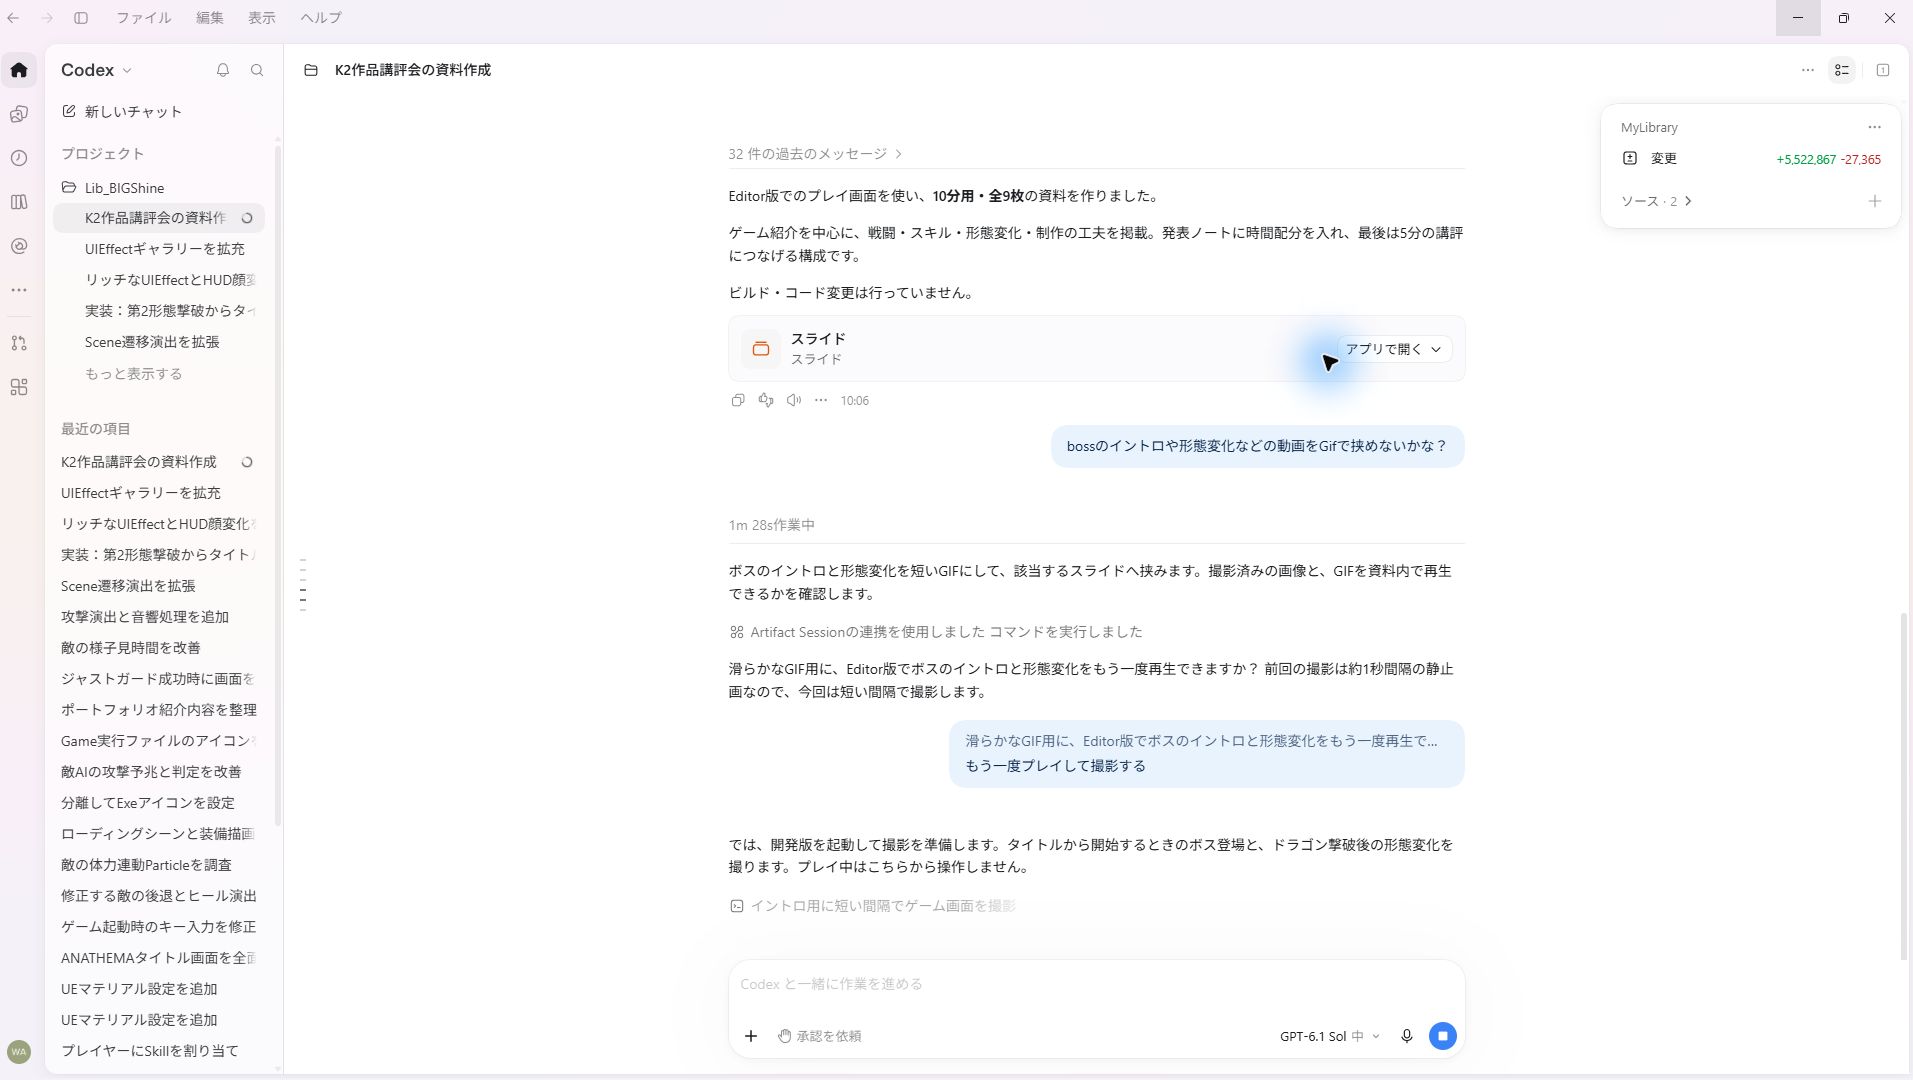 ファイル 編集 表示 ヘルプ
Codex
新しいチャット
プロジェクト
Lib_BIGShine
K2作品講評会の資料作
UIEffectギャラリーを拡充
リッチなUIEffectとHUD顔変
実装：第2形態撃破からタイ
Scene遷移演出を拡張
もっと表示する
最近の項目
K2作品講評会の資料作成
UIEffectギャラリーを拡充
リッチなUIEffectとHUD顔変化を
実装：第2形態撃破からタイトル
Scene遷移演出を拡張
攻撃演出と音響処理を追加
敵の様子見時間を改善
ジャストガード成功時に画面を
ポートフォリオ紹介内容を整理
Game実行ファイルのアイコン
敵AIの攻撃予兆と判定を改善
分離してExeアイコンを設定
ローディングシーンと装備描画
敵の体力連動Particleを調査
修正する敵の後退とヒール演出
ゲーム起動時のキー入力を修正
ANATHEMAタイトル画面を全面
UEマテリアル設定を追加
UEマテリアル設定を追加
プレイヤーにSkillを割り当て
WA
K2作品講評会の資料作成
1
32 件の過去のメッセージ
Editor版でのプレイ画面を使い、10分用・全9枚の資料を作りました。
ゲーム紹介を中心に、戦闘・スキル・形態変化・制作の工夫を掲載。発表ノートに時間配分を入れ、最後は5分の講評
につなげる構成です。
ビルド・コード変更は行っていません。
スライド
スライド
アプリで開く
10:06
bossのイントロや形態変化などの動画をGifで挟めないかな？
1m 28s作業中
ボスのイントロと形態変化を短いGIFにして、該当するスライドへ挟みます。撮影済みの画像と、GIFを資料内で再生
できるかを確認します。
Artifact Sessionの連携を使用しました コマンドを実行しました
滑らかなGIF用に、Editor版でボスのイントロと形態変化をもう一度再生できますか？ 前回の撮影は約1秒間隔の静止
画なので、今回は短い間隔で撮影します。
滑らかなGIF用に、Editor版でボスのイントロと形態変化をもう一度再生で...
もう一度プレイして撮影する
では、開発版を起動して撮影を準備します。タイトルから開始するときのボス登場と、ドラゴン撃破後の形態変化を
撮ります。プレイ中はこちらから操作しません。
イントロ用に短い間隔でゲーム画面を撮影
Codex と一緒に作業を進める
承認を依頼
GPT-6.1 Sol 中
MyLibrary
変更 +5,522,867 -27,365
ソース · 2